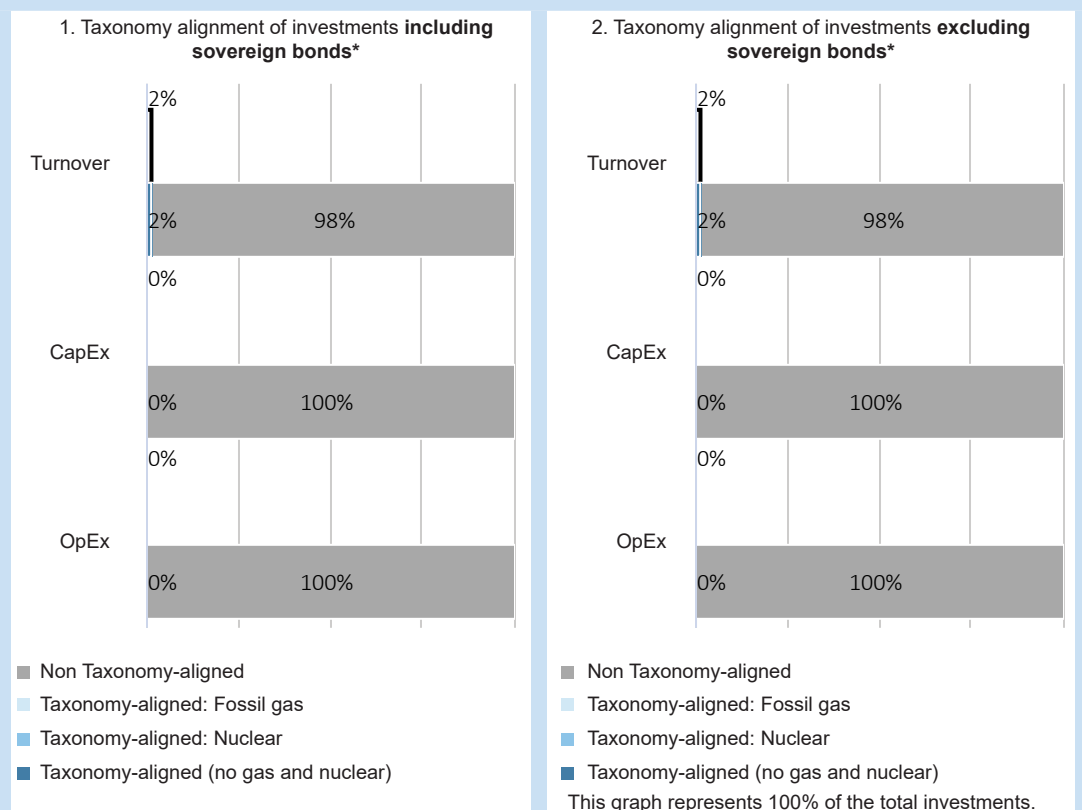 1. Taxonomy alignment of investments including
sovereign bonds*
2%
Turnover
2% 98%
0%
CapEx
0% 100%
0%
OpEx
0% 100%
Non Taxonomy-aligned
Taxonomy-aligned: Fossil gas
Taxonomy-aligned: Nuclear
Taxonomy-aligned (no gas and nuclear)
2. Taxonomy alignment of investments excluding
sovereign bonds*
2%
Turnover
2% 98%
0%
CapEx
0% 100%
0%
OpEx
0% 100%
Non Taxonomy-aligned
Taxonomy-aligned: Fossil gas
Taxonomy-aligned: Nuclear
Taxonomy-aligned (no gas and nuclear)
This graph represents 100% of the total investments.